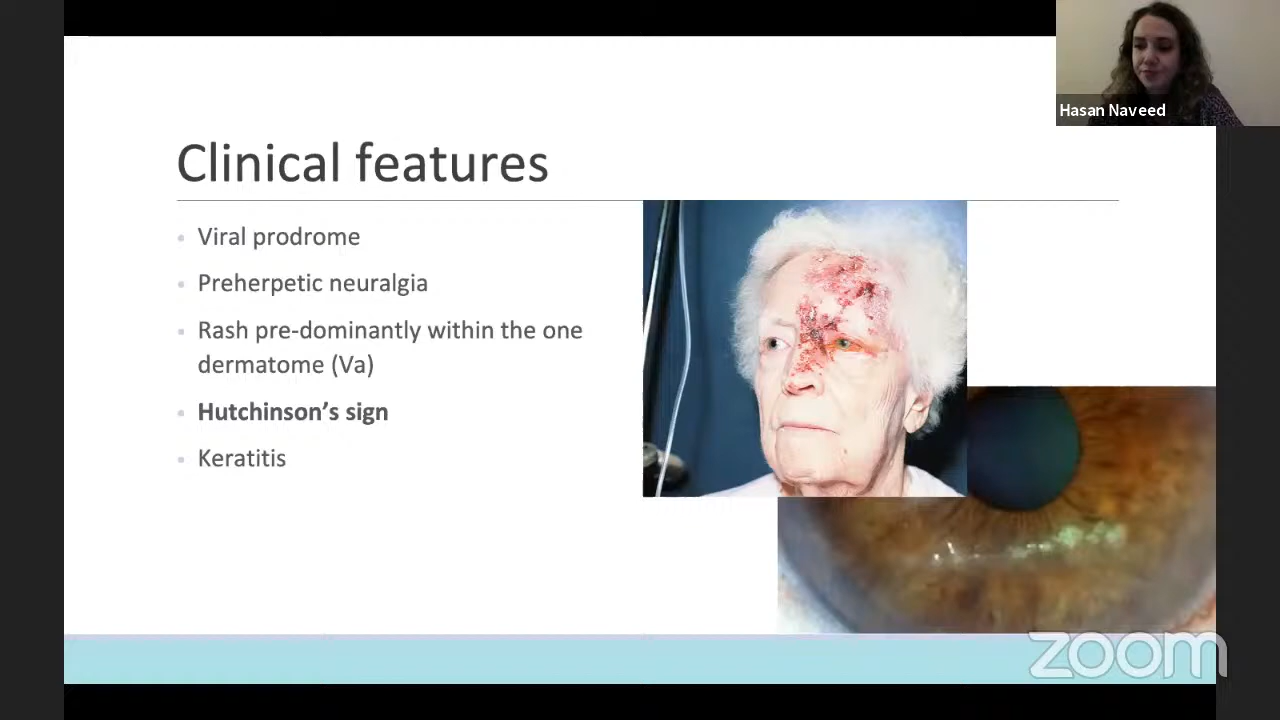 Hasan Naveed
Clinical features
Viral prodrome
Preherpetic neuralgia
Rash pre-dominantly within the one
dermatome (Va)
Hutchinson’s sign
Keratitis
zoom